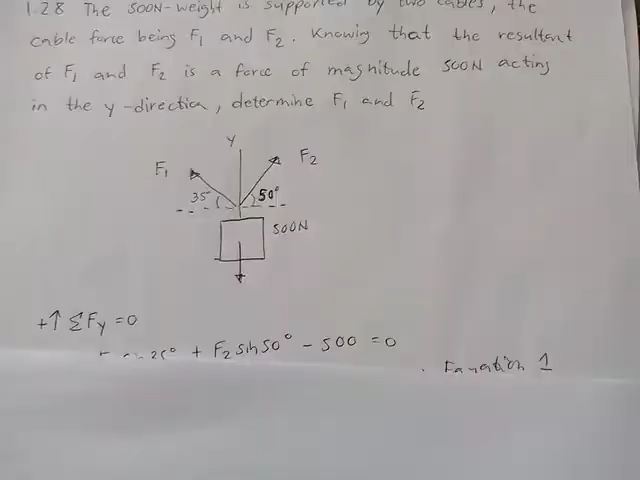 1.28 The 500N-weight is supported by two cables, the
cable force being F₁ and F₂. Knowing that the resultant
of F₁ and F₂ is a force of magnitude 500N acting
in the y-direction, determine F₁ and F₂
Y
F₁
F₂
35°
50°
500N
+↑ ΣFy = 0
+ F₂ sin 50° - 500 = 0
Equation 1